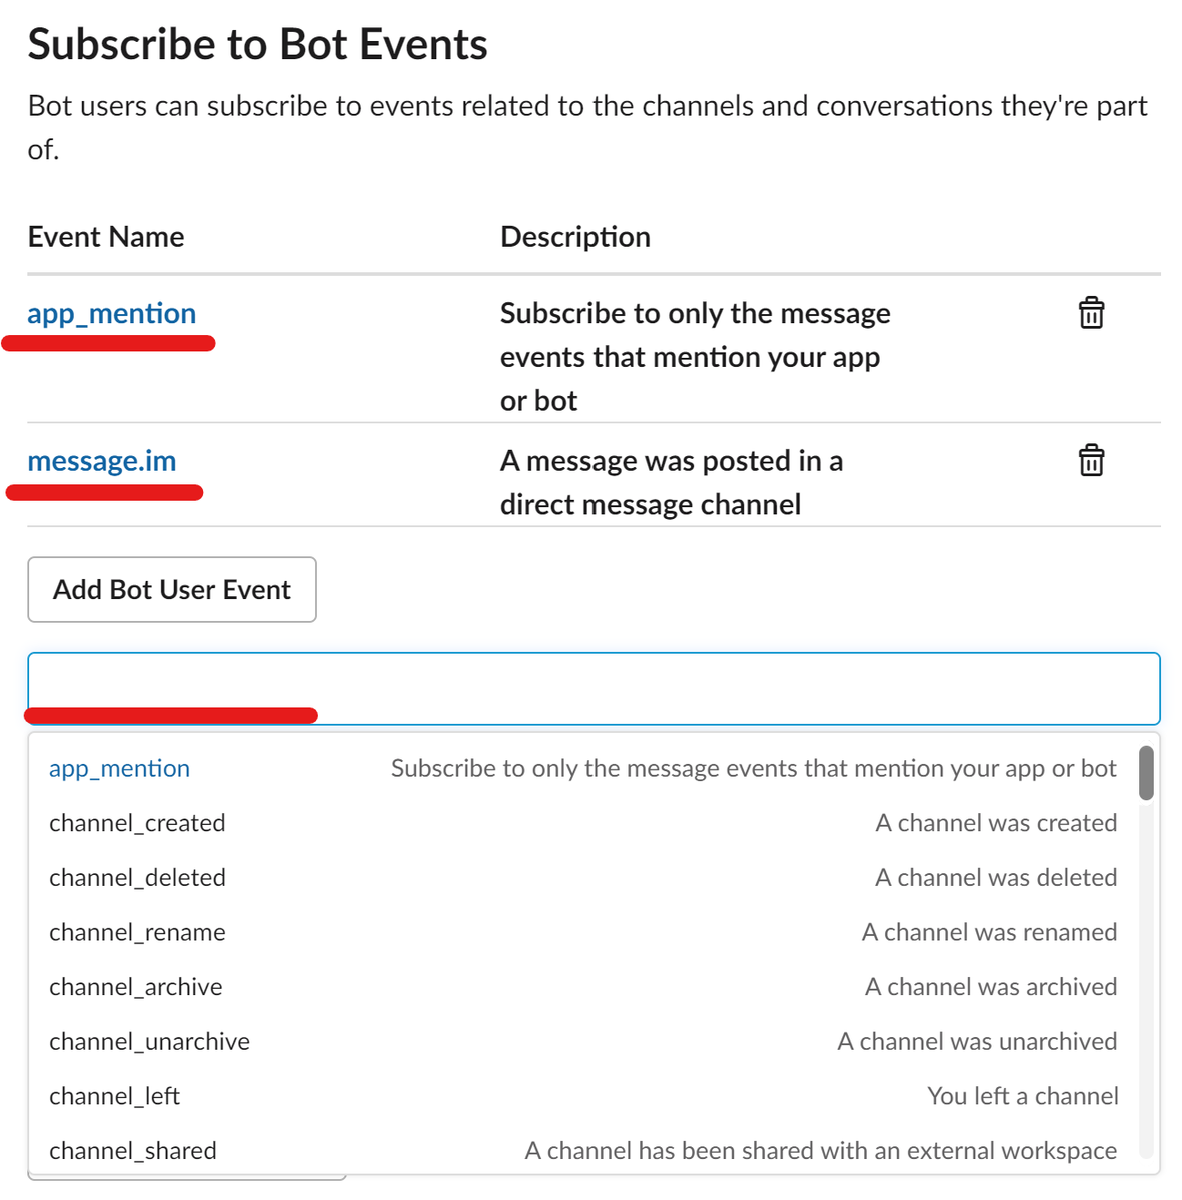 Subscribe to Bot Events
Bot users can subscribe to events related to the channels and conversations they're part
of.
Event Name Description
app_mention Subscribe to only the message
events that mention your app
or bot
message.im A message was posted in a
direct message channel
Add Bot User Event
app_mention Subscribe to only the message events that mention your app or bot
channel_created A channel was created
channel_deleted A channel was deleted
channel_rename A channel was renamed
channel_archive A channel was archived
channel_unarchive A channel was unarchived
channel_left You left a channel
channel_shared A channel has been shared with an external workspace